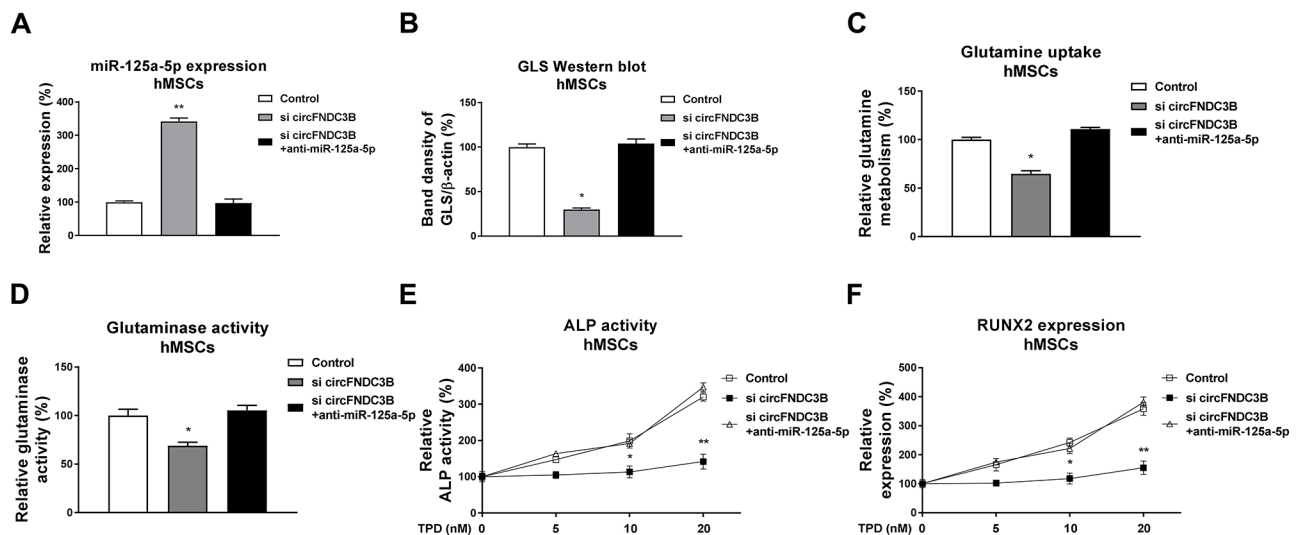 A
miR-125a-5p expression
hMSCs
Relative expression (%)
400
300
200
100
0
**
Control
si circFNDC3B
si circFNDC3B
+anti-miR-125a-5p
B
GLS Western blot
hMSCs
Band dansity of
GLS/β-actin (%)
150
100
50
0
*
Control
si circFNDC3B
si circFNDC3B
+anti-miR-125a-5p
C
Glutamine uptake
hMSCs
Relative glutamine
metabolism (%)
150
100
50
0
*
Control
si circFNDC3B
si circFNDC3B
+anti-miR-125a-5p
D
Glutaminase activity
hMSCs
Relative glutaminase
activity (%)
150
100
50
0
*
Control
si circFNDC3B
si circFNDC3B
+anti-miR-125a-5p
E
ALP activity
hMSCs
Relative
ALP activity (%)
400
300
200
100
0
*
**
TPD (nM)
0
5
10
20
Control
si circFNDC3B
si circFNDC3B
+anti-miR-125a-5p
F
RUNX2 expression
hMSCs
Relative
expression (%)
500
400
300
200
100
0
*
**
TPD (nM)
0
5
10
20
Control
si circFNDC3B
si circFNDC3B
+anti-miR-125a-5p